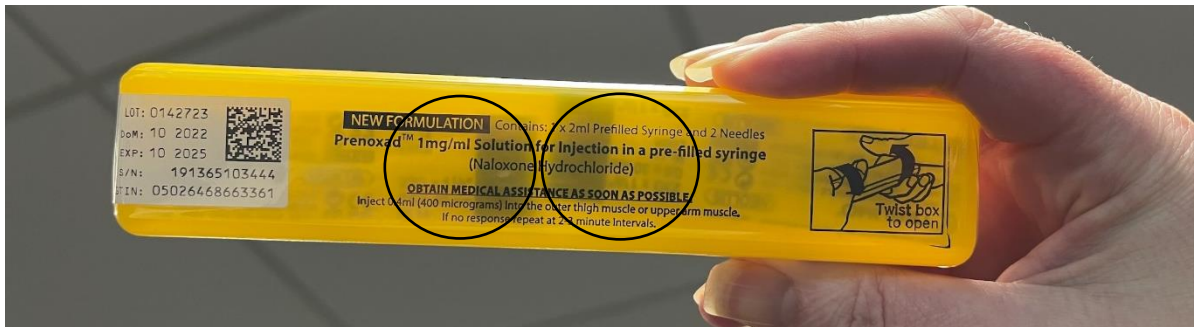 LOT: 0142723
DoM: 10 2022
EXP: 10 2025
S/N: 191365103444
GTIN: 05026468663361
NEW FORMULATION Contains: 1 x 2ml Prefilled Syringe and 2 Needles
Prenoxad™ 1mg/ml Solution for Injection in a pre-filled syringe
(Naloxone Hydrochloride)
OBTAIN MEDICAL ASSISTANCE AS SOON AS POSSIBLE.
Inject 0.4ml (400 micrograms) Into the outer thigh muscle or upper arm muscle.
If no response repeat at 2-3 minute Intervals.
Twist box
to open